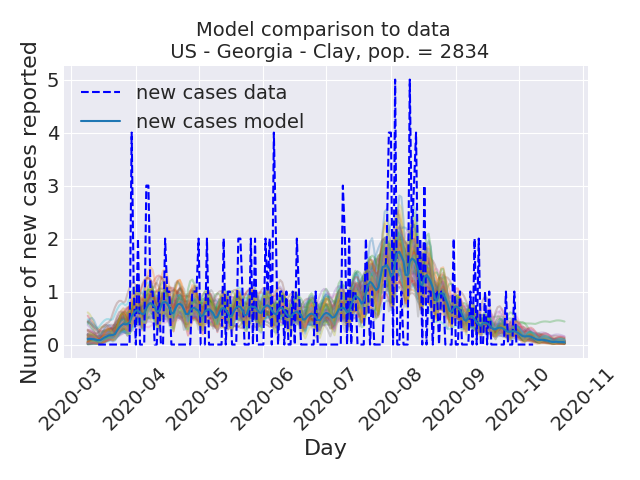 Model comparison to data
US - Georgia - Clay, pop. = 2834
Number of new cases reported
5
4
3
2
1
0
new cases data
new cases model
2020-03
2020-04
2020-05
2020-06
2020-07
2020-08
2020-09
2020-10
2020-11
Day